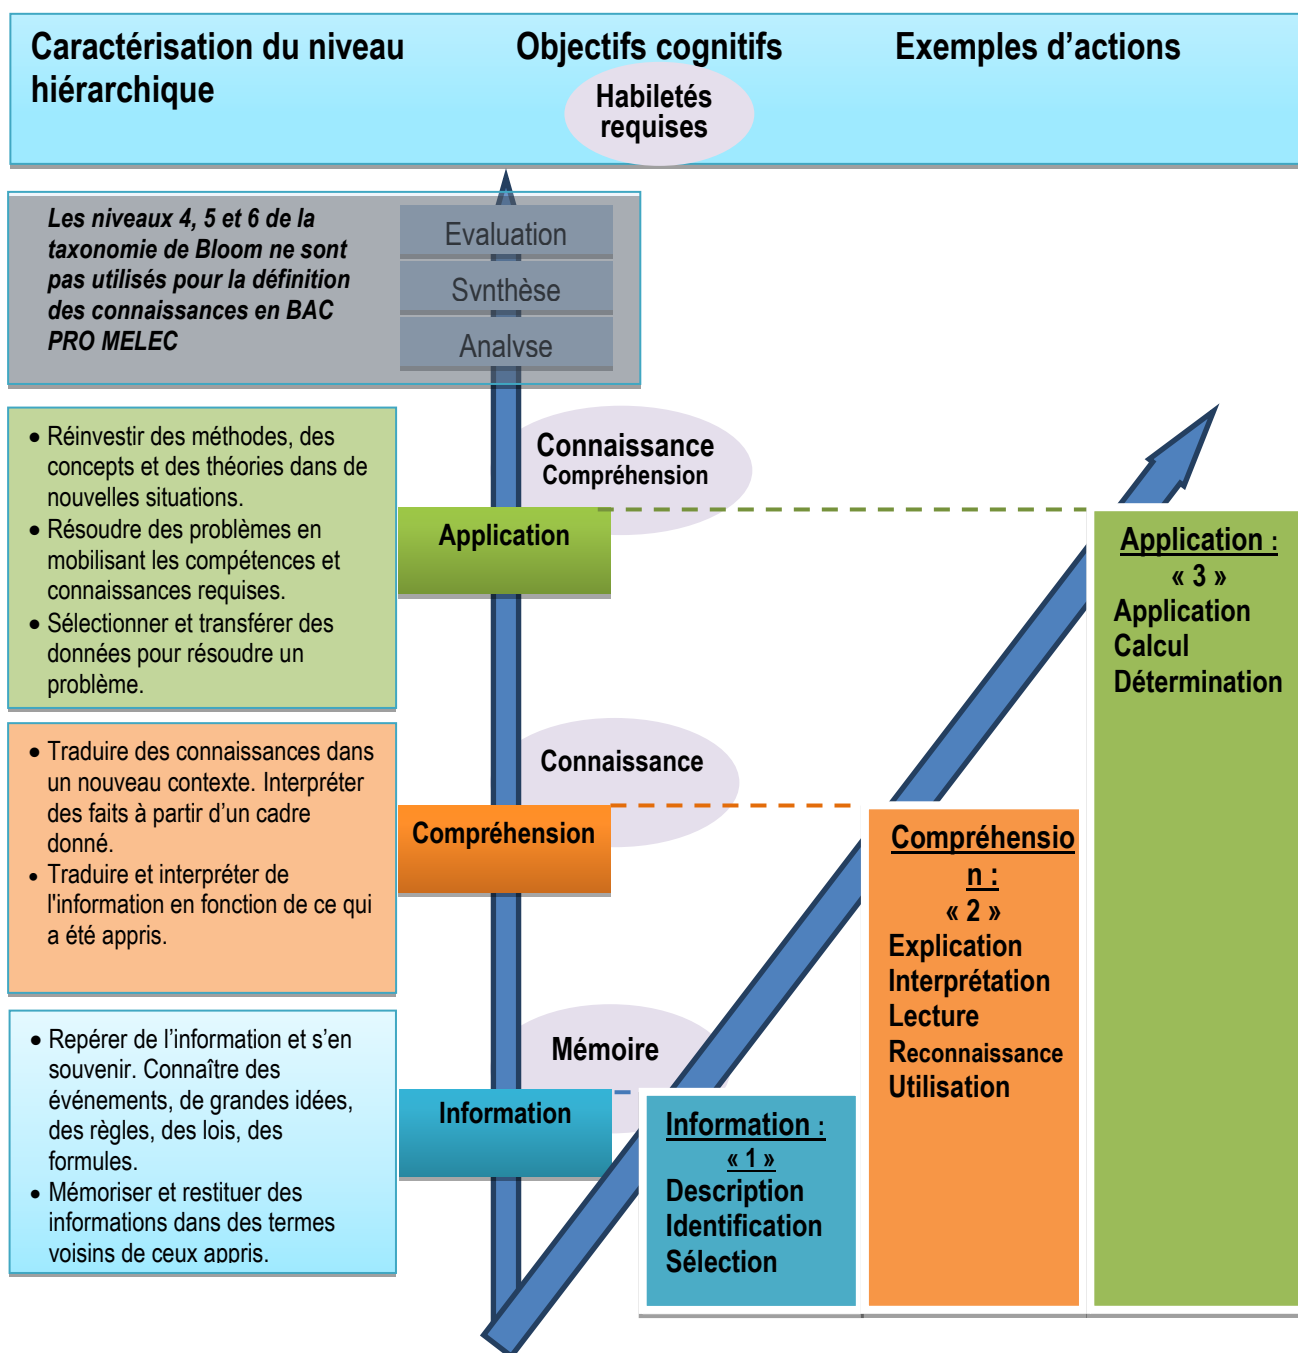 Caractérisation du niveau
hiérarchique
Objectifs cognitifs
Habiletés
requises
Exemples d’actions
Les niveaux 4, 5 et 6 de la
taxonomie de Bloom ne sont
pas utilisés pour la définition
des connaissances en BAC
PRO MELEC
Evaluation
Synthèse
Analyse
• Réinvestir des méthodes, des
concepts et des théories dans de
nouvelles situations.
• Résoudre des problèmes en
mobilisant les compétences et
connaissances requises.
• Sélectionner et transférer des
données pour résoudre un
problème.
Connaissance
Compréhension
Application
Application :
« 3 »
Application
Calcul
Détermination
• Traduire des connaissances dans
un nouveau contexte. Interpréter
des faits à partir d’un cadre
donné.
• Traduire et interpréter de
l'information en fonction de ce qui
a été appris.
Connaissance
Compréhension
Compréhensio
n :
« 2 »
Explication
Interprétation
Lecture
Reconnaissance
Utilisation
• Repérer de l’information et s’en
souvenir. Connaître des
événements, de grandes idées,
des règles, des lois, des
formules.
• Mémoriser et restituer des
informations dans des termes
voisins de ceux appris.
Mémoire
Information
Information :
« 1 »
Description
Identification
Sélection